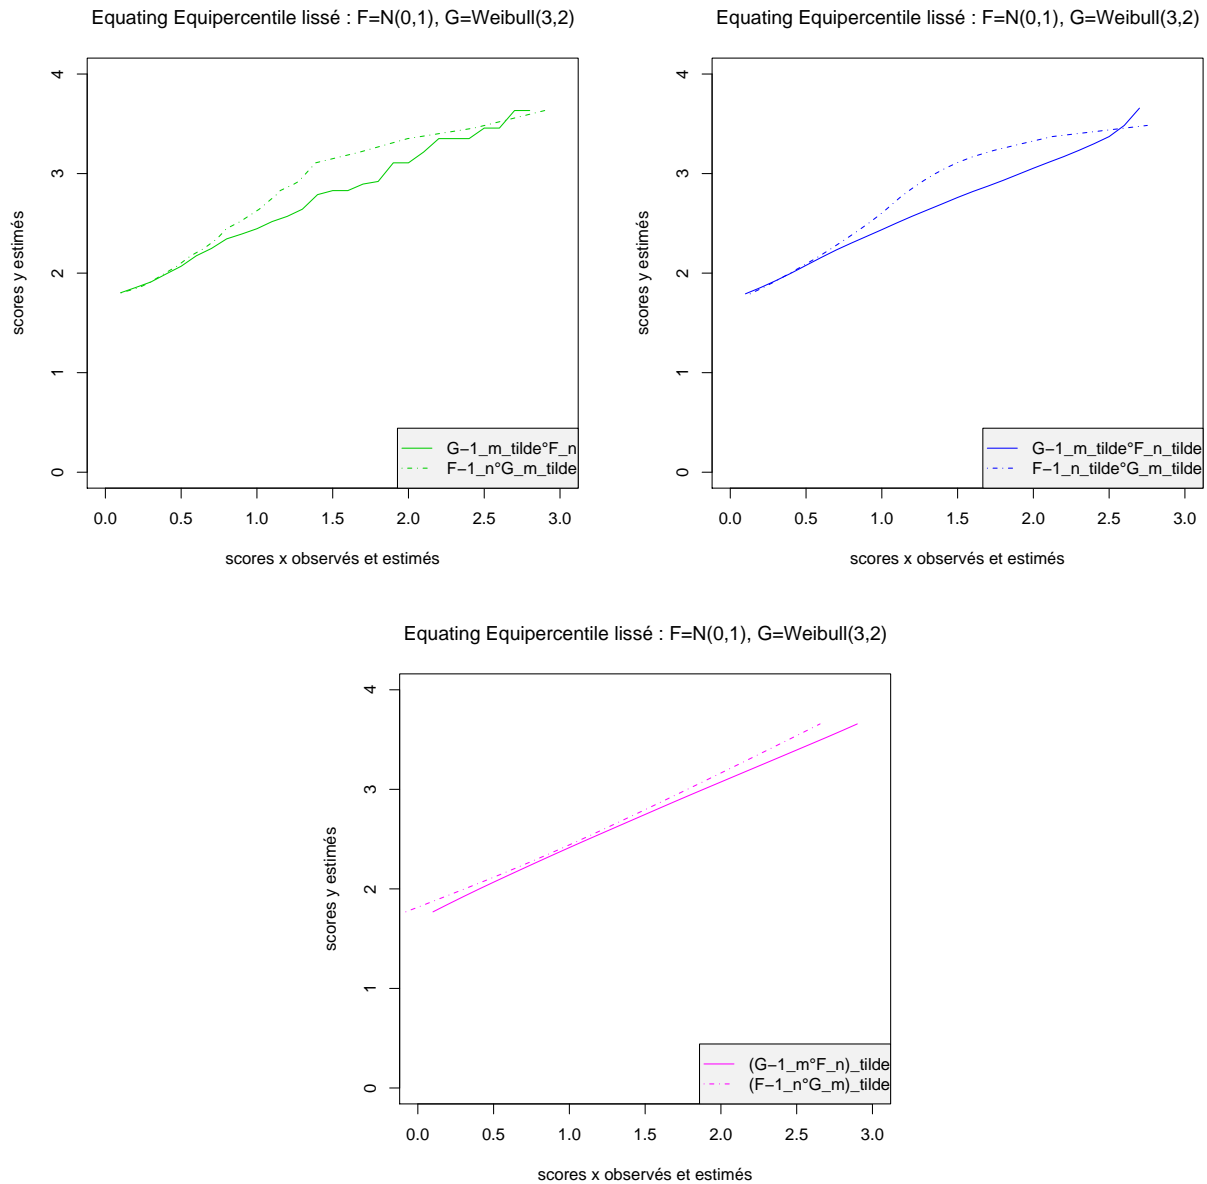 Equating Equipercentile lissé : F=N(0,1), G=Weibull(3,2)
scores y estimés
4
3
2
1
0
G−1_m_tilde°F_n
F−1_n°G_m_tilde
0.0 0.5 1.0 1.5 2.0 2.5 3.0
scores x observés et estimés
Equating Equipercentile lissé : F=N(0,1), G=Weibull(3,2)
scores y estimés
4
3
2
1
0
G−1_m_tilde°F_n_tilde
F−1_n_tilde°G_m_tilde
0.0 0.5 1.0 1.5 2.0 2.5 3.0
scores x observés et estimés
Equating Equipercentile lissé : F=N(0,1), G=Weibull(3,2)
scores y estimés
4
3
2
1
0
(G−1_m°F_n)_tilde
(F−1_n°G_m)_tilde
0.0 0.5 1.0 1.5 2.0 2.5 3.0
scores x observés et estimés